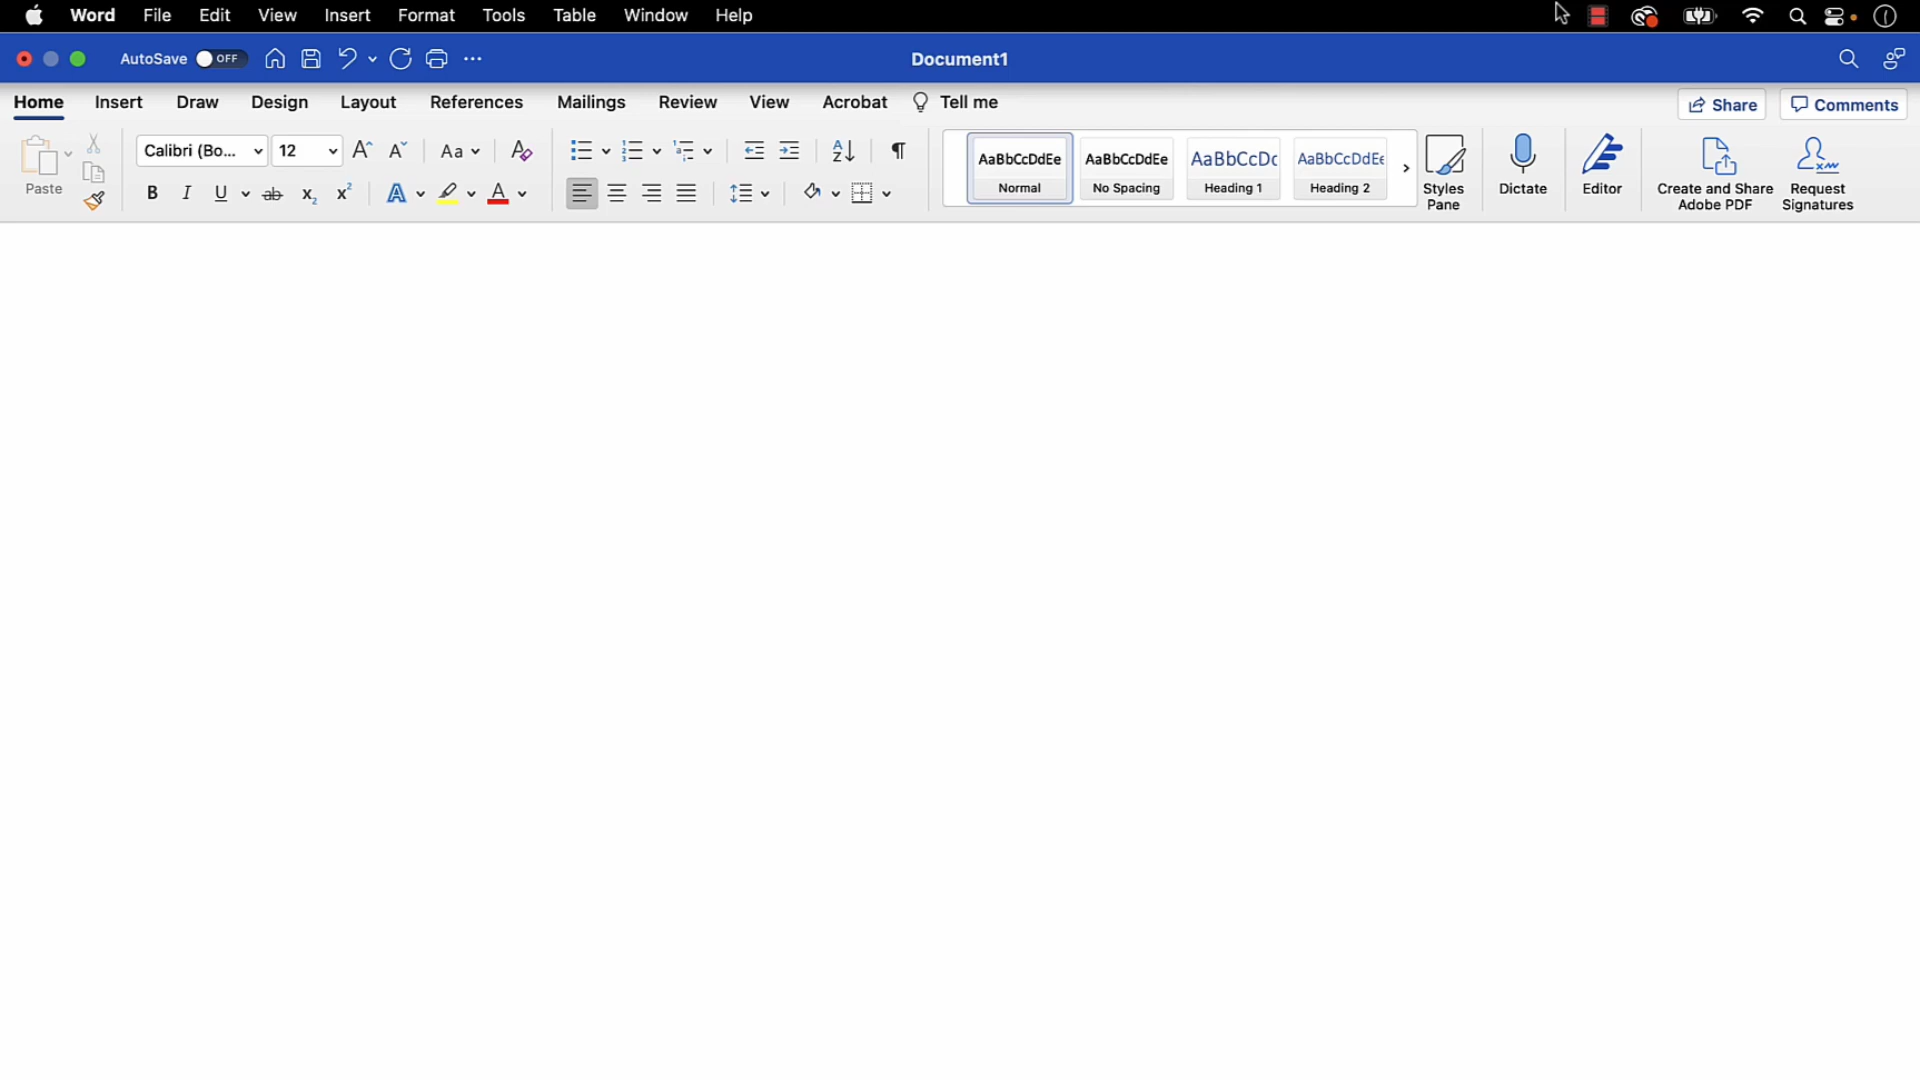 Word File Edit View Insert Format Tools Table Window Help
AutoSave OFF Document1
Home Insert Draw Design Layout References Mailings Review View Acrobat Tell me Share Comments
Paste Calibri (Bo... 12 Aa
AaBbCcDdEe AaBbCcDdEe AaBbCcDc AaBbCcDdEe
Normal No Spacing Heading 1 Heading 2
Styles Pane
Dictate
Editor
Create and Share
Adobe PDF
Request
Signatures